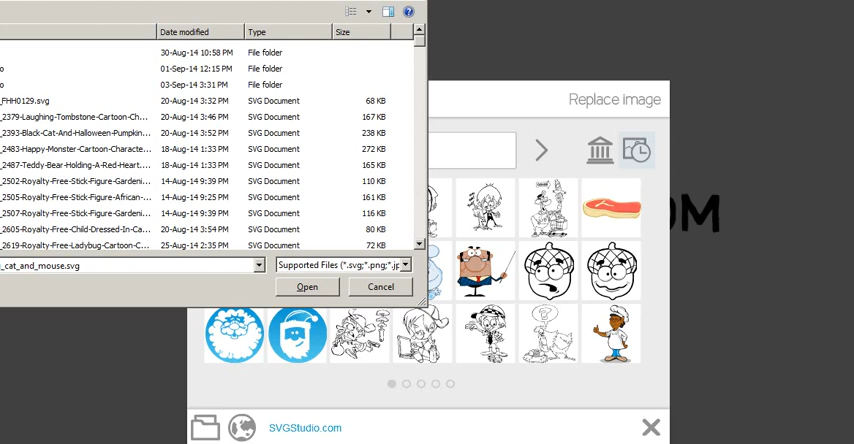 Date modified Type Size
30-Aug-14 10:58 PM File folder
o 01-Sep-14 12:15 PM File folder
o 03-Sep-14 3:31 PM File folder
_FHH0129.svg 20-Aug-14 3:32 PM SVG Document 68 KB
_2379-Laughing-Tombstone-Cartoon-Ch... 20-Aug-14 3:46 PM SVG Document 167 KB
_2393-Black-Cat-And-Halloween-Pumpkin... 20-Aug-14 3:52 PM SVG Document 238 KB
_2483-Happy-Monster-Cartoon-Characte... 18-Aug-14 1:33 PM SVG Document 272 KB
_2487-Teddy-Bear-Holding-A-Red-Heart.... 18-Aug-14 1:33 PM SVG Document 165 KB
_2502-Royalty-Free-Stick-Figure-Gardeni... 14-Aug-14 9:39 PM SVG Document 110 KB
_2505-Royalty-Free-Stick-Figure-African-... 14-Aug-14 9:25 PM SVG Document 161 KB
_2507-Royalty-Free-Stick-Figure-Gardeni... 14-Aug-14 9:39 PM SVG Document 116 KB
_2605-Royalty-Free-Child-Dressed-In-Ca... 20-Aug-14 3:54 PM SVG Document 80 KB
_2619-Royalty-Free-Ladybug-Cartoon-C... 25-Aug-14 2:35 PM SVG Document 72 KB
_cat_and_mouse.svg Supported Files (*.svg;*.png;*.jp
Open Cancel
Replace image
OM
SVGStudio.com